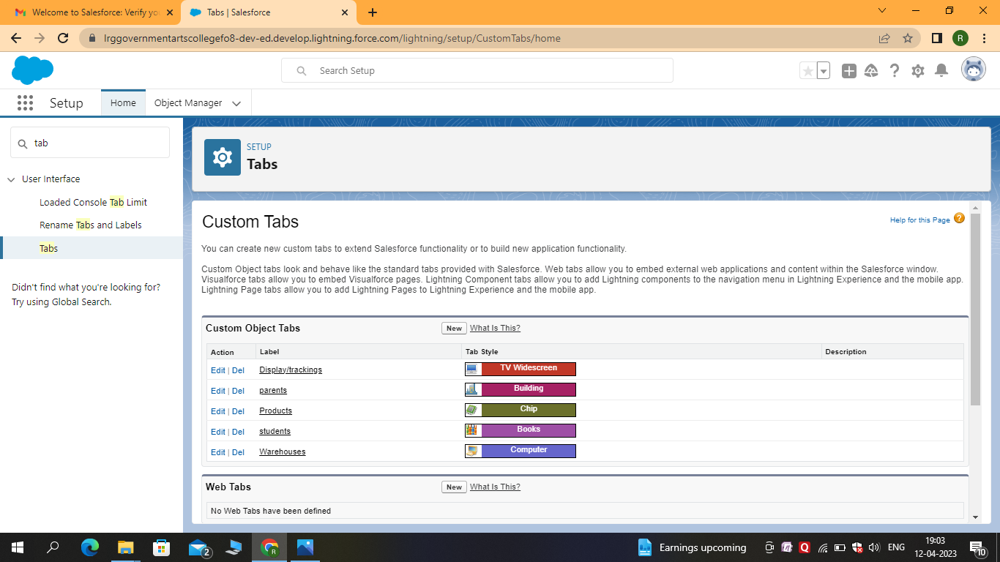 Welcome to Salesforce: Verify yo
Tabs | Salesforce
lrggovernmentartscollegefo8-dev-ed.develop.lightning.force.com/lightning/setup/CustomTabs/home
R
Search Setup
Setup
Home
Object Manager
tab
User Interface
Loaded Console Tab Limit
Rename Tabs and Labels
Tabs
Didn't find what you're looking for?
Try using Global Search.
SETUP
Tabs
Custom Tabs
Help for this Page
You can create new custom tabs to extend Salesforce functionality or to build new application functionality.
Custom Object tabs look and behave like the standard tabs provided with Salesforce. Web tabs allow you to embed external web applications and content within the Salesforce window.
Visualforce tabs allow you to embed Visualforce pages. Lightning Component tabs allow you to add Lightning components to the navigation menu in Lightning Experience and the mobile app.
Lightning Page tabs allow you to add Lightning Pages to Lightning Experience and the mobile app.
Custom Object Tabs New What Is This?
Action Label Tab Style Description
Edit | Del Display/trackings TV Widescreen
Edit | Del parents Building
Edit | Del Products Chip
Edit | Del students Books
Edit | Del Warehouses Computer
Web Tabs New What Is This?
No Web Tabs have been defined
2
R
Earnings upcoming
Q
ENG
19:03
12-04-2023
10